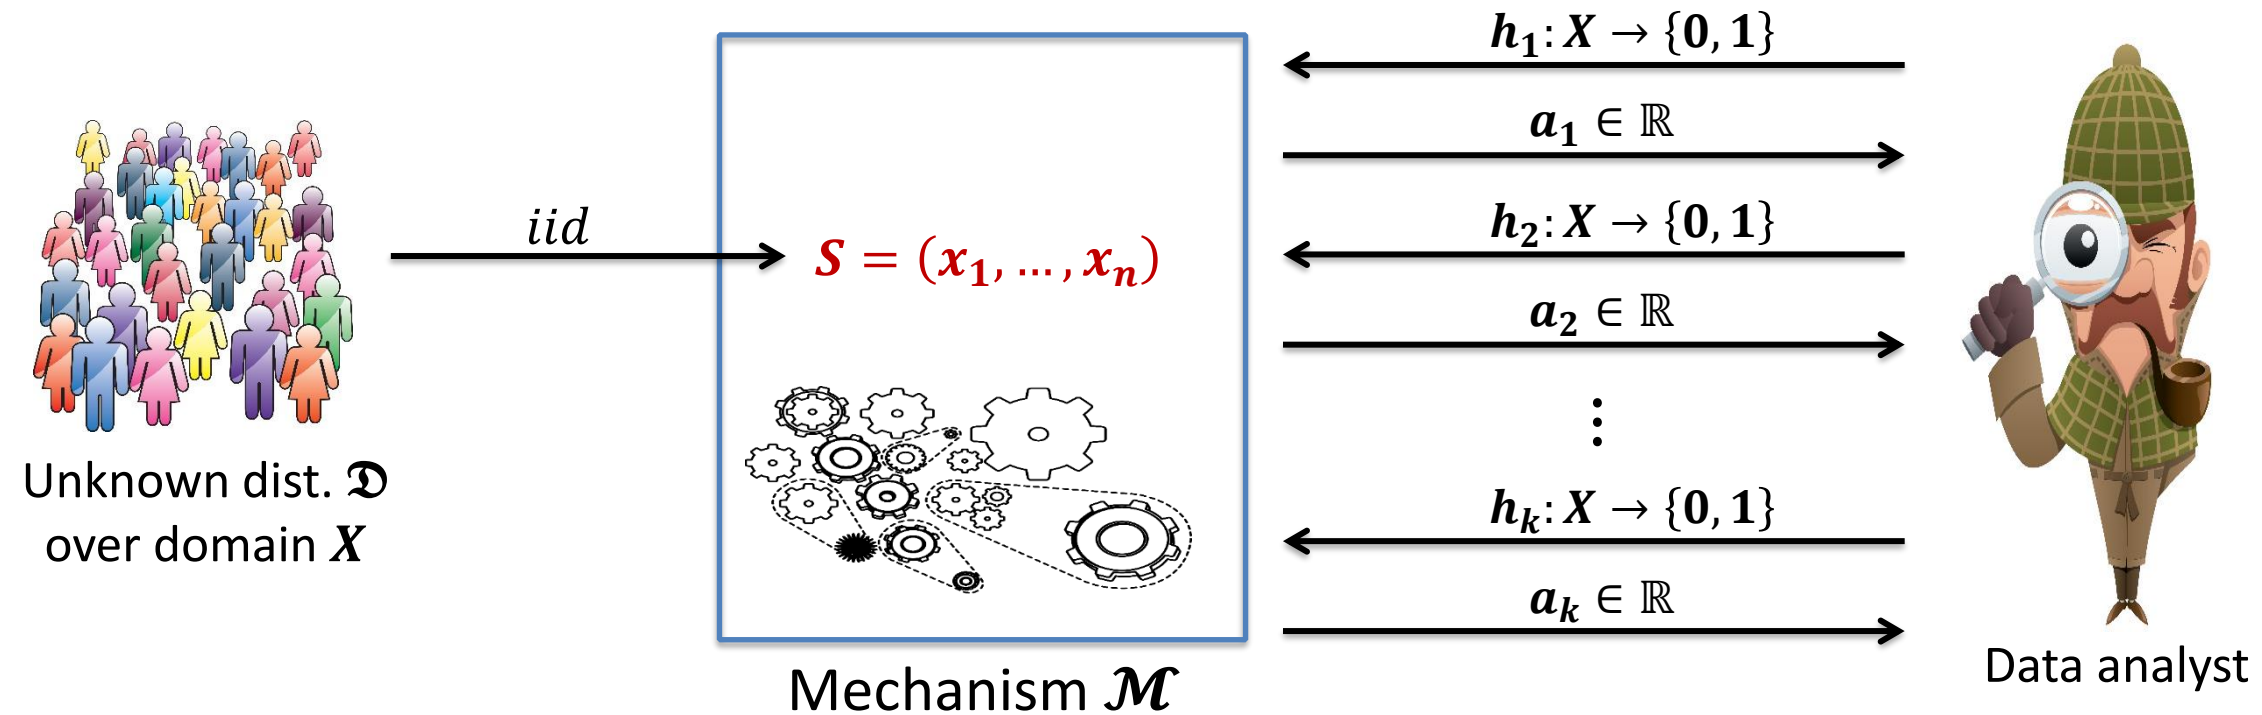 h₁: X → {0, 1}
a₁ ∈ ℝ
h₂: X → {0, 1}
iid
S = (x₁, … , xₙ)
a₂ ∈ ℝ
⋮
Unknown dist. 𝕯
over domain X
hₖ: X → {0, 1}
aₖ ∈ ℝ
Mechanism ℳ
Data analyst